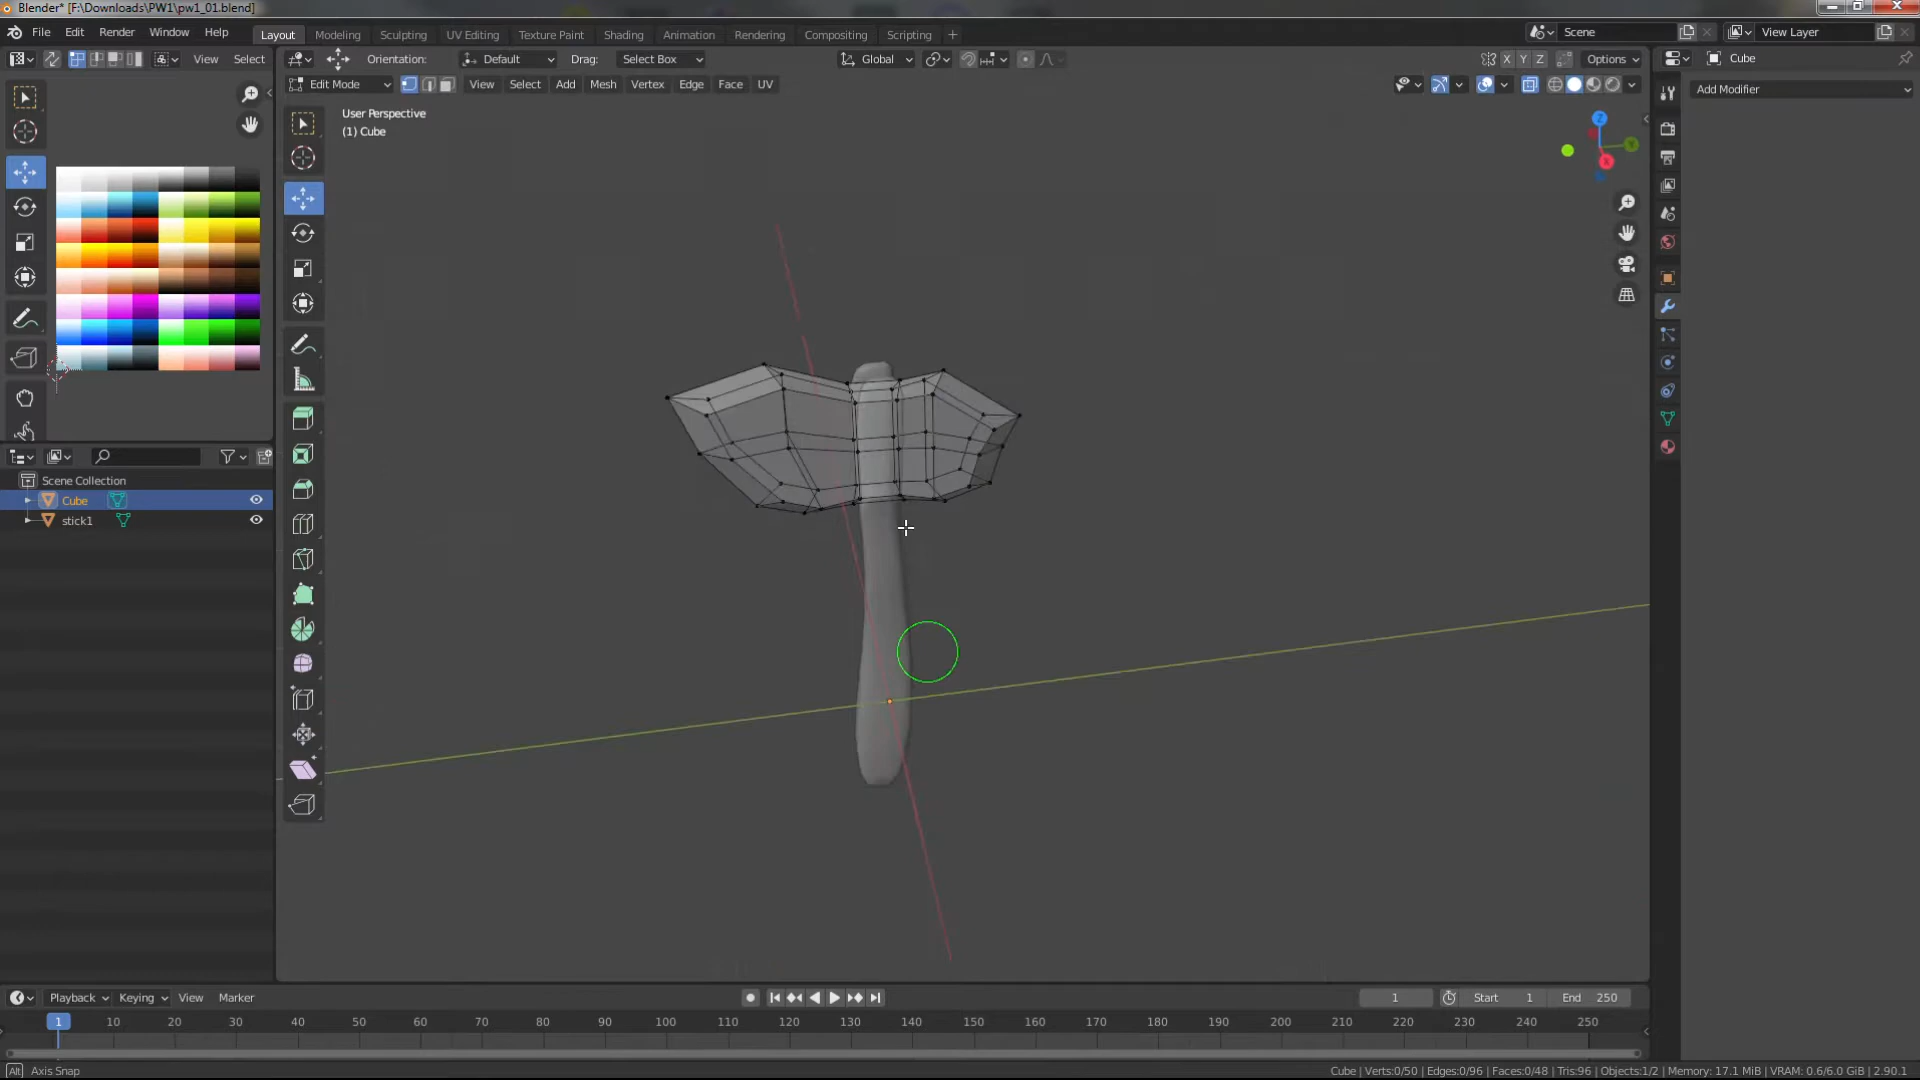 Blender* [F:\Downloads\PW1\pw1_01.blend]
File Edit Render Window Help Layout Modeling Sculpting UV Editing Texture Paint Shading Animation Rendering Compositing Scripting + Scene View Layer
View Select Orientation: Default Drag: Select Box Global X Y Z Options Cube
Edit Mode View Select Add Mesh Vertex Edge Face UV Add Modifier
User Perspective
(1) Cube
Z
Y
X
Scene Collection
Cube
stick1
Playback Keying View Marker 1 Start 1 End 250
1 10 20 30 40 50 60 70 80 90 100 110 120 130 140 150 160 170 180 190 200 210 220 230 240 250
Alt Axis Snap Cube | Verts:0/50 | Edges:0/96 | Faces:0/48 | Tris:96 | Objects:1/2 | Memory: 17.1 MiB | VRAM: 0.6/6.0 GiB | 2.90.1